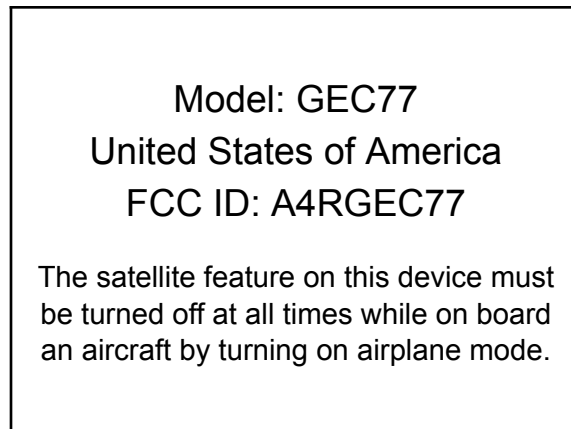 Model: GEC77
United States of America
FCC ID: A4RGEC77
The satellite feature on this device must
be turned off at all times while on board
an aircraft by turning on airplane mode.